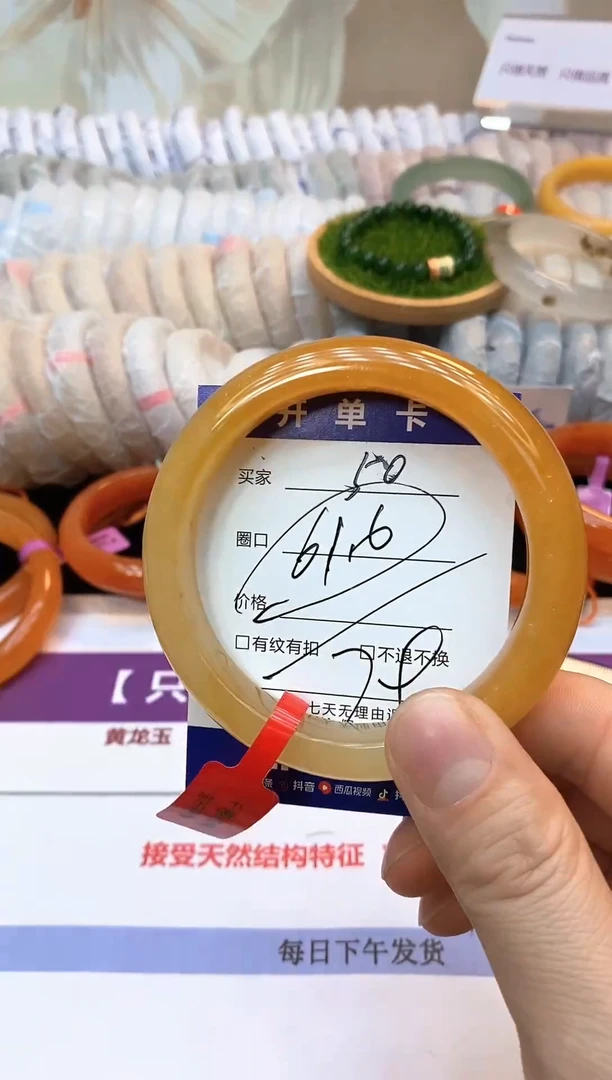 开单卡
买家 150
圈口 61.6
价格
□有纹有扣 □不退不换
七天无理由
抖音 西瓜视频
【只
黄龙玉
接受天然结构特征
每日下午发货